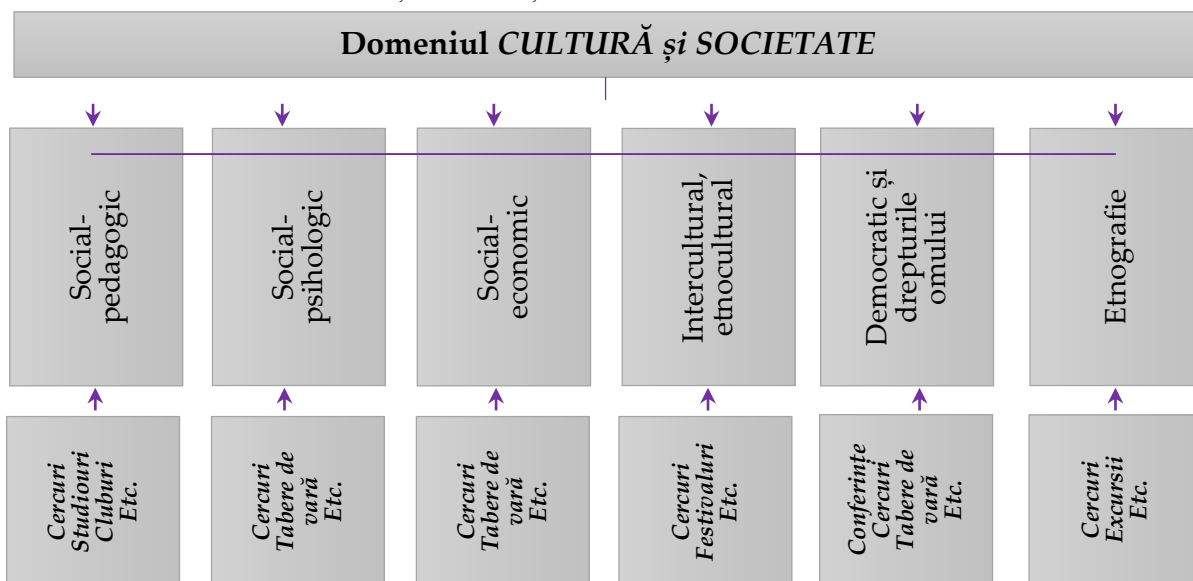 Domeniul CULTURĂ și SOCIETATE
Social-
pedagogic
Social-
psihologic
Social-
economic
Intercultural,
etnocultural
Democratic și
drepturile
omului
Etnografie
Cercuri
Studiouri
Cluburi
Etc.
Cercuri
Tabere de
vară
Etc.
Cercuri
Tabere de
vară
Etc.
Cercuri
Festivaluri
Etc.
Conferințe
Cercuri
Tabere de
vară
Etc.
Cercuri
Excursii
Etc.